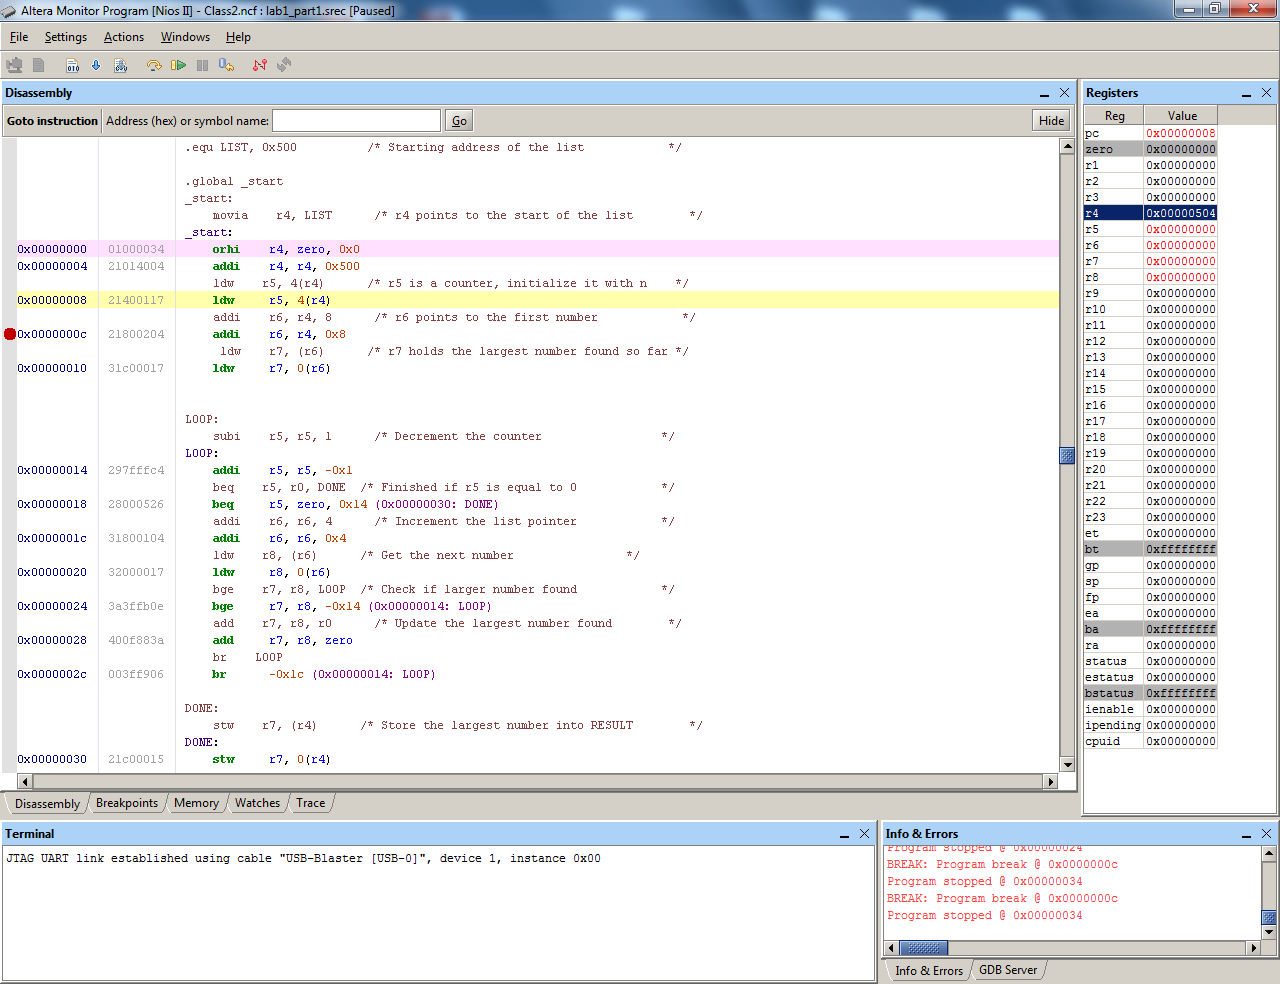 Altera Monitor Program [Nios II] - Class2.ncf : lab1_part1.srec [Paused]
File Settings Actions Windows Help
Disassembly
Goto instruction Address (hex) or symbol name: Go Hide
.equ LIST, 0x500 /* Starting address of the list */
.global _start
_start:
movia r4, LIST /* r4 points to the start of the list */
_start:
0x00000000 01000034 orhi r4, zero, 0x0
0x00000004 21014004 addi r4, r4, 0x500
ldw r5, 4(r4) /* r5 is a counter, initialize it with n */
0x00000008 21400117 ldw r5, 4(r4)
addi r6, r4, 8 /* r6 points to the first number */
0x0000000c 21800204 addi r6, r4, 0x8
ldw r7, (r6) /* r7 holds the largest number found so far */
0x00000010 31c00017 ldw r7, 0(r6)
LOOP:
subi r5, r5, 1 /* Decrement the counter */
LOOP:
0x00000014 297fffc4 addi r5, r5, -0x1
beq r5, r0, DONE /* Finished if r5 is equal to 0 */
0x00000018 28000526 beq r5, zero, 0x14 (0x00000030: DONE)
addi r6, r6, 4 /* Increment the list pointer */
0x0000001c 31800104 addi r6, r6, 0x4
ldw r8, (r6) /* Get the next number */
0x00000020 32000017 ldw r8, 0(r6)
bge r7, r8, LOOP /* Check if larger number found */
0x00000024 3a3ffb0e bge r7, r8, -0x14 (0x00000014: LOOP)
add r7, r8, r0 /* Update the largest number found */
0x00000028 400f883a add r7, r8, zero
br LOOP
0x0000002c 003ff906 br -0x1c (0x00000014: LOOP)
DONE:
stw r7, (r4) /* Store the largest number into RESULT */
DONE:
0x00000030 21c00015 stw r7, 0(r4)
Disassembly Breakpoints Memory Watches Trace
Registers
Reg Value
pc 0x00000008
zero 0x00000000
r1 0x00000000
r2 0x00000000
r3 0x00000000
r4 0x00000504
r5 0x00000000
r6 0x00000000
r7 0x00000000
r8 0x00000000
r9 0x00000000
r10 0x00000000
r11 0x00000000
r12 0x00000000
r13 0x00000000
r14 0x00000000
r15 0x00000000
r16 0x00000000
r17 0x00000000
r18 0x00000000
r19 0x00000000
r20 0x00000000
r21 0x00000000
r22 0x00000000
r23 0x00000000
et 0x00000000
bt 0xffffffff
gp 0x00000000
sp 0x00000000
fp 0x00000000
ea 0x00000000
ba 0xffffffff
ra 0x00000000
status 0x00000000
estatus 0x00000000
bstatus 0xffffffff
ienable 0x00000000
ipending 0x00000000
cpuid 0x00000000
Terminal
JTAG UART link established using cable "USB-Blaster [USB-0]", device 1, instance 0x00
Info & Errors
Program stopped @ 0x00000024
BREAK: Program break @ 0x0000000c
Program stopped @ 0x00000034
BREAK: Program break @ 0x0000000c
Program stopped @ 0x00000034
Info & Errors GDB Server